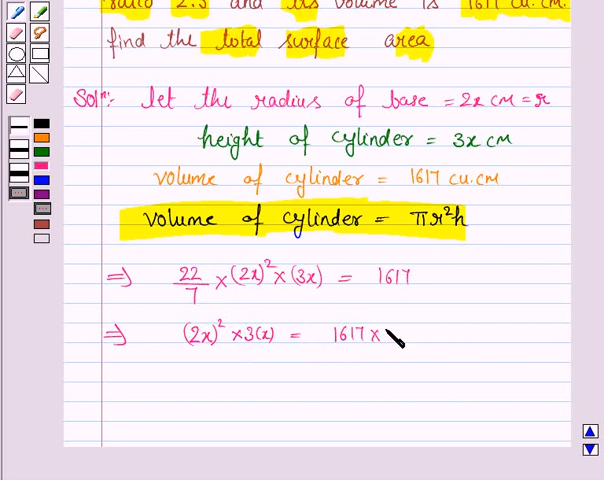 ratio 2:3 and its volume is 1617 cu.cm.
find the total surface area
Solⁿ:- let the radius of base = 2x cm = r
height of cylinder = 3x cm
volume of cylinder = 1617 cu.cm
volume of cylinder = πr²h
⇒ 22/7 × (2x)² × (3x) = 1617
⇒ (2x)² × 3(x) = 1617 ×